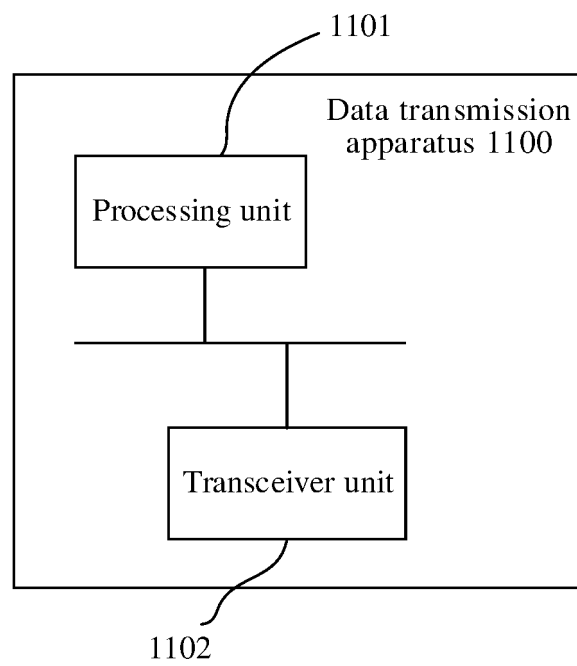 1101
Data transmission
apparatus 1100
Processing unit
Transceiver unit
1102